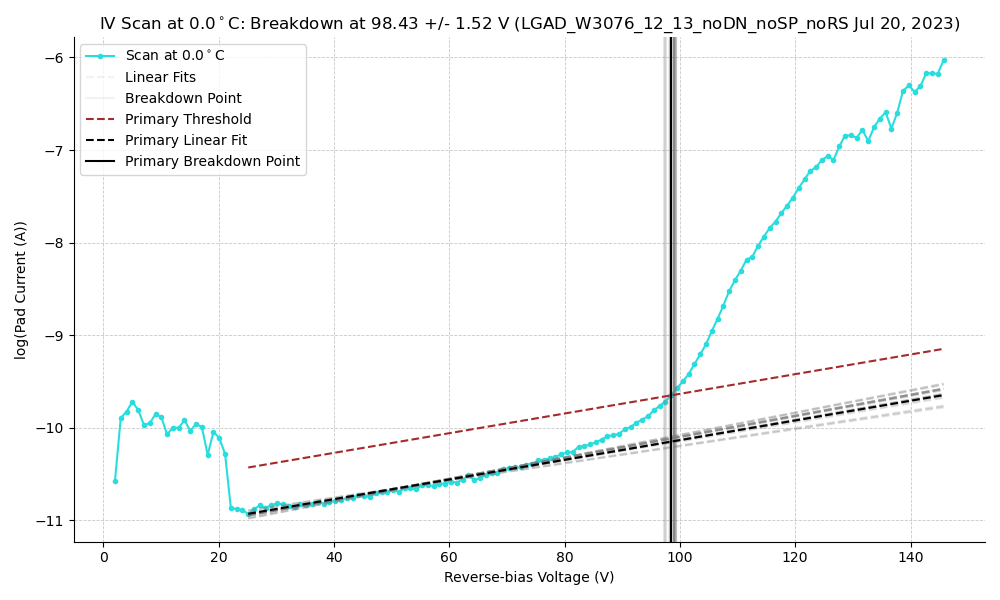 IV Scan at 0.0°C: Breakdown at 98.43 +/- 1.52 V (LGAD_W3076_12_13_noDN_noSP_noRS Jul 20, 2023)
Scan at 0.0°C
Linear Fits
Breakdown Point
Primary Threshold
Primary Linear Fit
Primary Breakdown Point
log(Pad Current (A))
−6
−7
−8
−9
−10
−11
0 20 40 60 80 100 120 140
Reverse-bias Voltage (V)